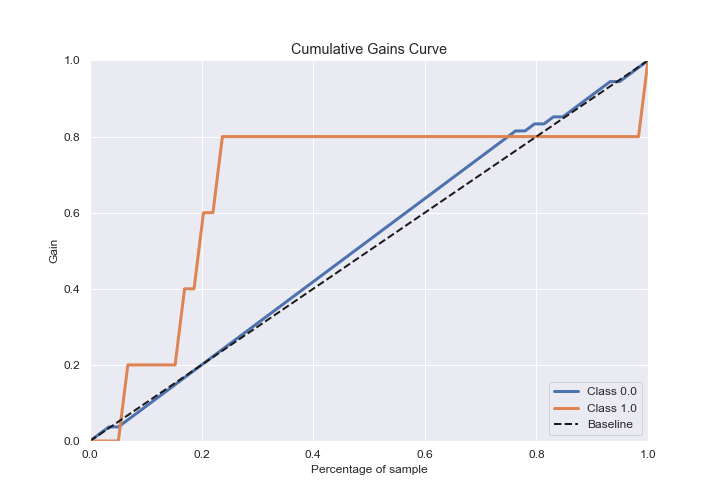 Cumulative Gains Curve
1.0
0.8
0.6
0.4
0.2
0.0
Gain
0.0 0.2 0.4 0.6 0.8 1.0
Percentage of sample
Class 0.0
Class 1.0
Baseline